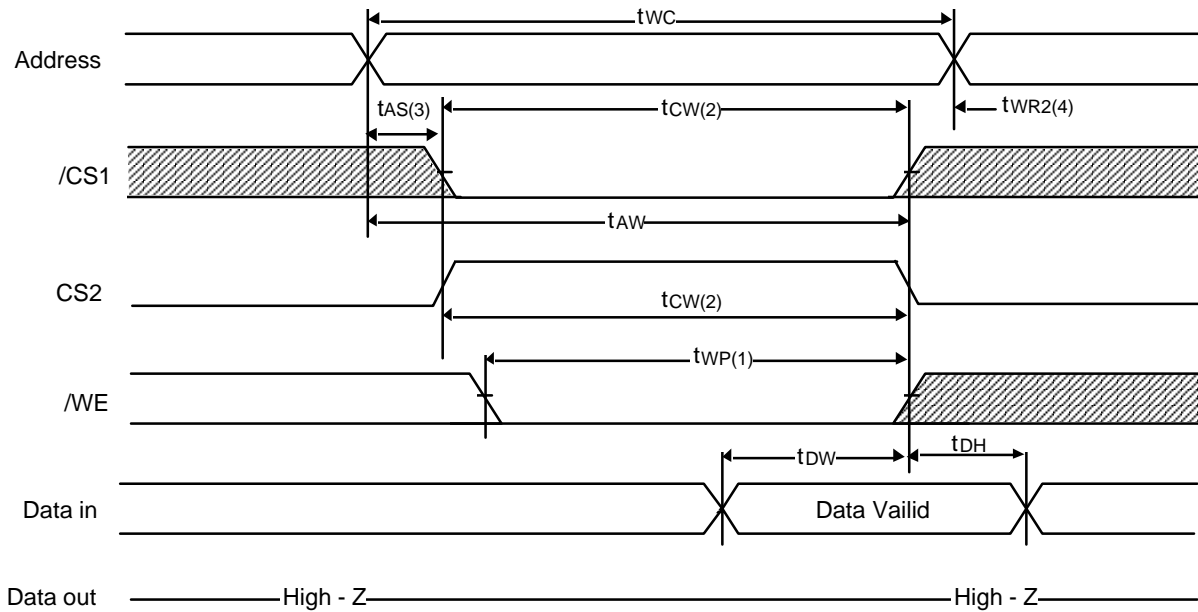 tWC
Address
tAS(3) tCW(2) tWR2(4)
/CS1
tAW
CS2
tCW(2)
tWP(1)
/WE
tDW tDH
Data in Data Vailid
Data out High - Z High - Z